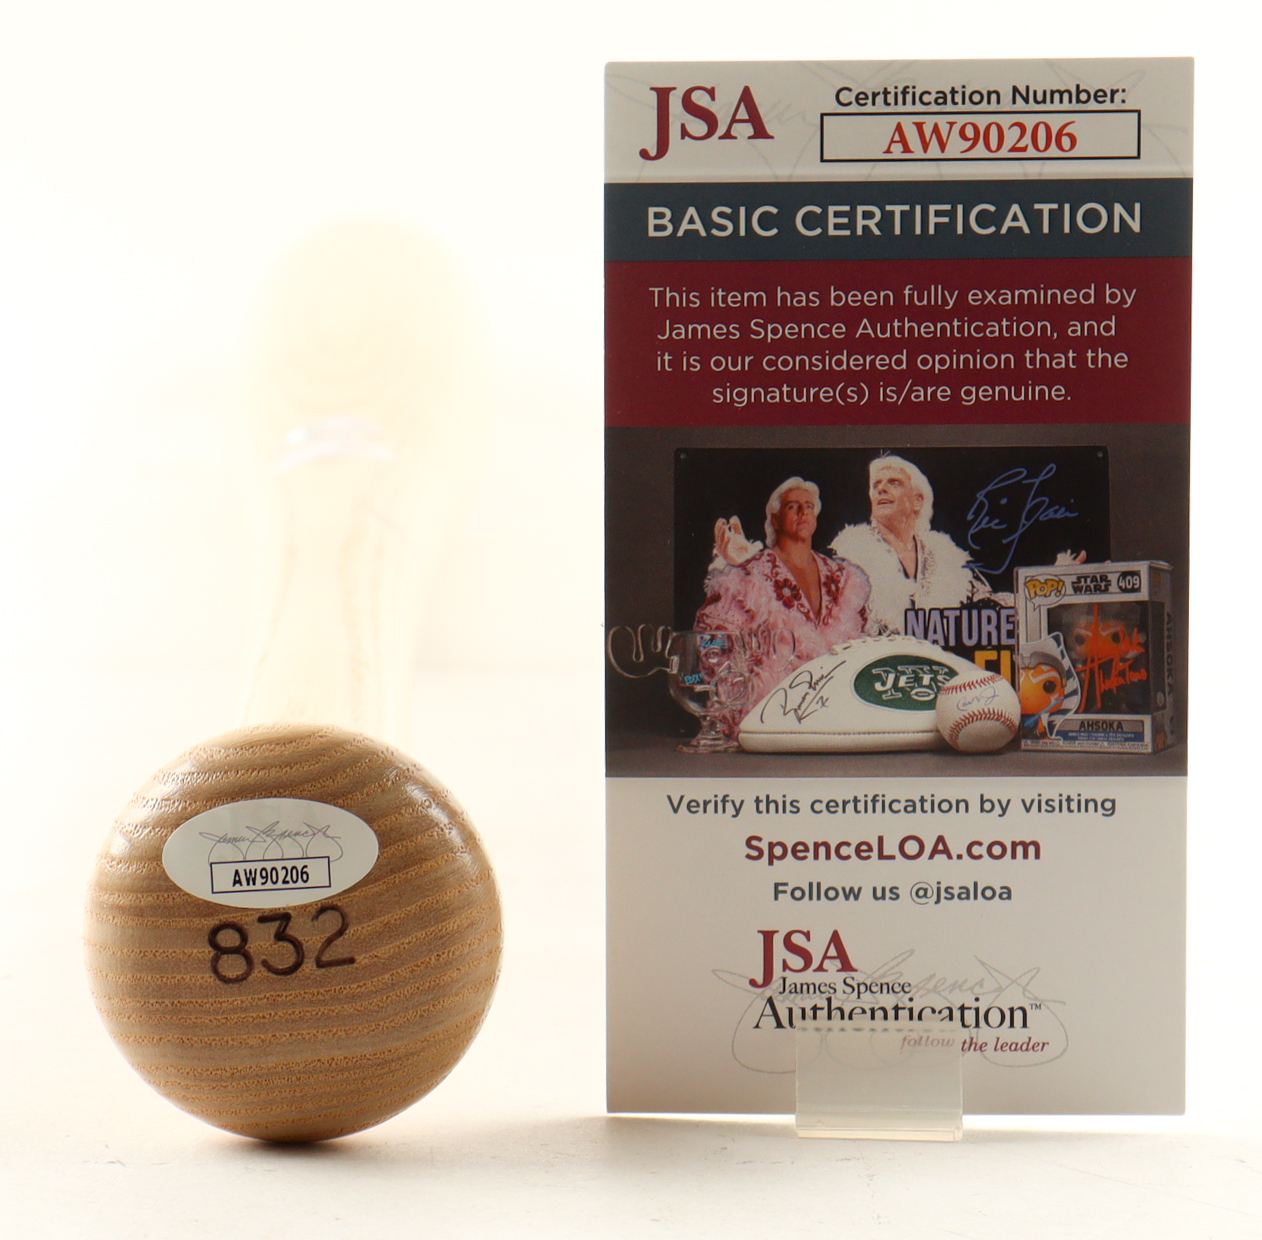 JSA
Certification Number:
AW90206
BASIC CERTIFICATION
This item has been fully examined by
James Spence Authentication, and
it is our considered opinion that the
signature(s) is/are genuine.
NATURE
POP!
STAR
WARS
409
JETS
AHSOKA
Verify this certification by visiting
SpenceLOA.com
Follow us @jsaloa
JSA
James Spence
Authentication™
follow the leader
AW90206
832